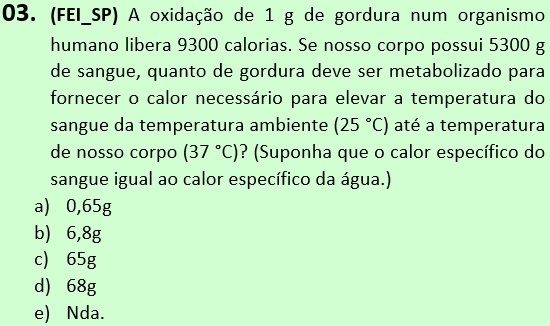 03. (FEI_SP) A oxidação de 1 g de gordura num organismo
humano libera 9300 calorias. Se nosso corpo possui 5300 g
de sangue, quanto de gordura deve ser metabolizado para
fornecer o calor necessário para elevar a temperatura do
sangue da temperatura ambiente (25 °C) até a temperatura
de nosso corpo (37 °C)? (Suponha que o calor específico do
sangue igual ao calor específico da água.)
a) 0,65g
b) 6,8g
c) 65g
d) 68g
e) Nda.